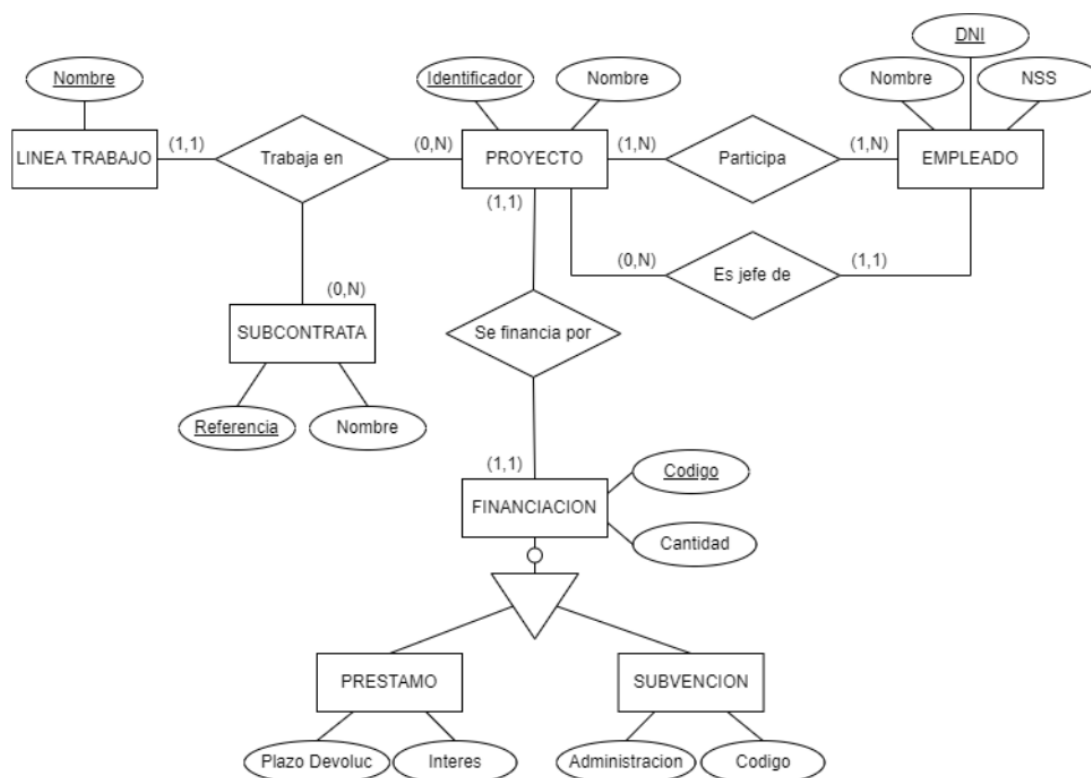 DNI
Nombre
Identificador
Nombre
Nombre
NSS
LINEA TRABAJO
(1,1)
Trabaja en
(0,N)
PROYECTO
(1,N)
Participa
(1,N)
EMPLEADO
(1,1)
(0,N)
Es jefe de
(1,1)
(0,N)
SUBCONTRATA
Se financia por
Referencia
Nombre
(1,1)
Codigo
FINANCIACION
Cantidad
PRESTAMO
SUBVENCION
Plazo Devoluc
Interes
Administracion
Codigo